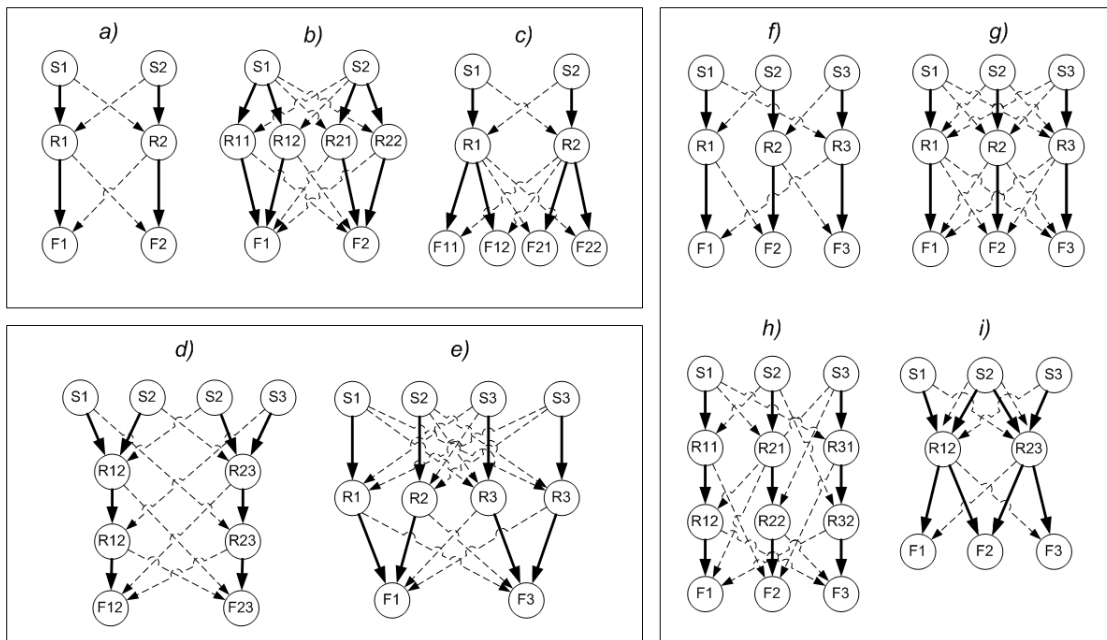 a) b) c)
S1 S2 S1 S2 S1 S2
R1 R2 R11 R12 R21 R22 R1 R2
F1 F2 F1 F2 F11 F12 F21 F22
d) e)
S1 S2 S2 S3 S1 S2 S3 S3
R12 R23 R1 R2 R3 R3
R12 R23
F12 F23 F1 F3
f) g)
S1 S2 S3 S1 S2 S3
R1 R2 R3 R1 R2 R3
F1 F2 F3 F1 F2 F3
h) i)
S1 S2 S3 S1 S2 S3
R11 R21 R31 R12 R23
R12 R22 R32
F1 F2 F3
F1 F2 F3